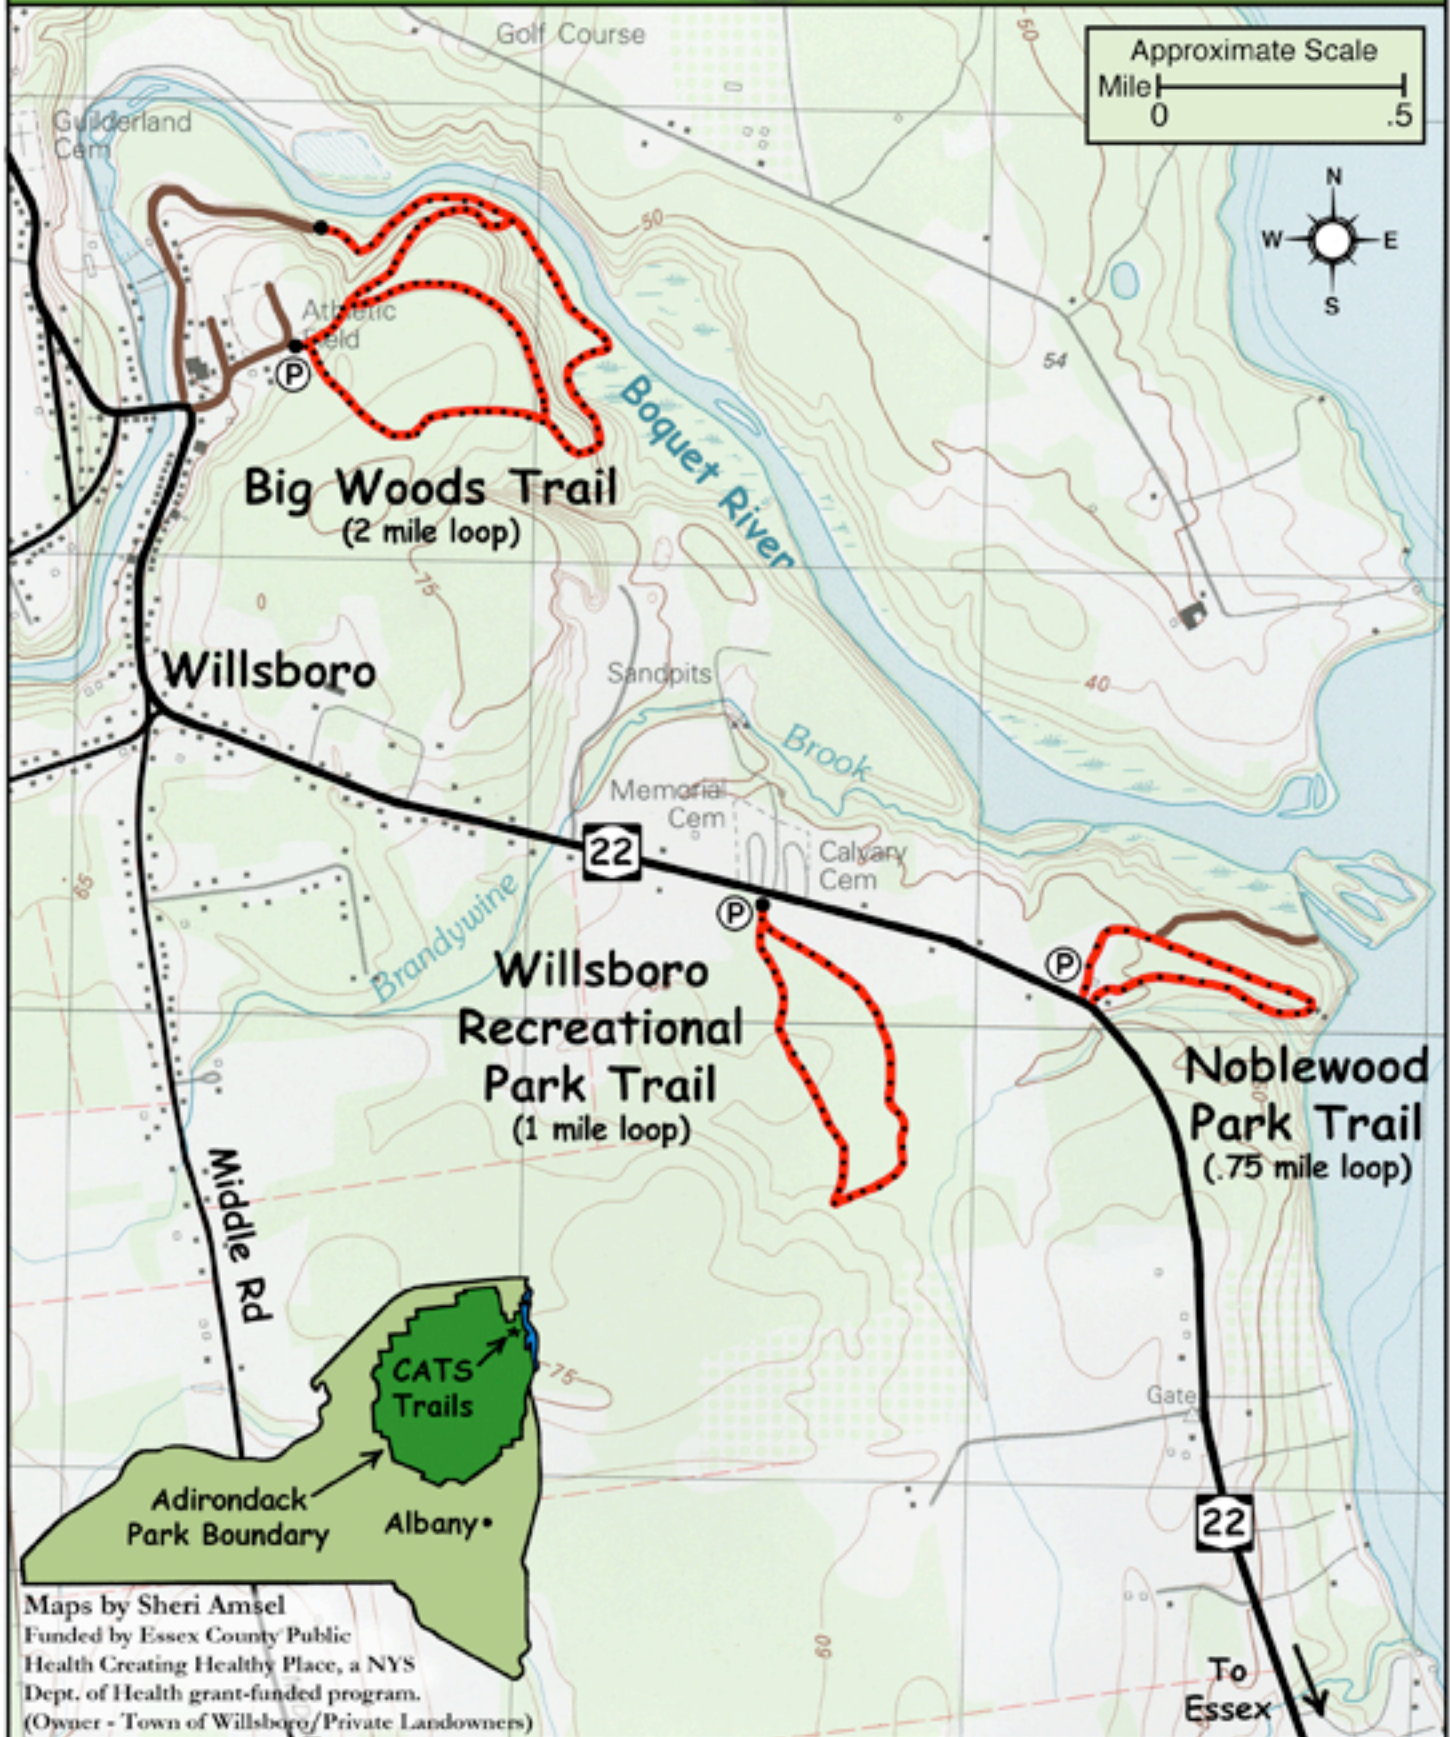 Golf Course
50
Approximate Scale
Mile
0 .5
Guilderland
Cem
N
W E
S
50
Athletic
Field
P
54
Boquet River
Big Woods Trail
(2 mile loop)
75
0
Willsboro
Sandpits
40
Brook
Memorial
Cem
22
Calvary
Cem
65
Brandywine
P
P
Willsboro
Recreational
Park Trail
(1 mile loop)
Noblewood
Park Trail
(.75 mile loop)
Middle Rd
CATS
Trails
75
Gate
Adirondack
Park Boundary
Albany
22
60
To
Essex
Maps by Sheri Amsel
Funded by Essex County Public
Health Creating Healthy Place, a NYS
Dept. of Health grant-funded program.
(Owner - Town of Willsboro/Private Landowners)